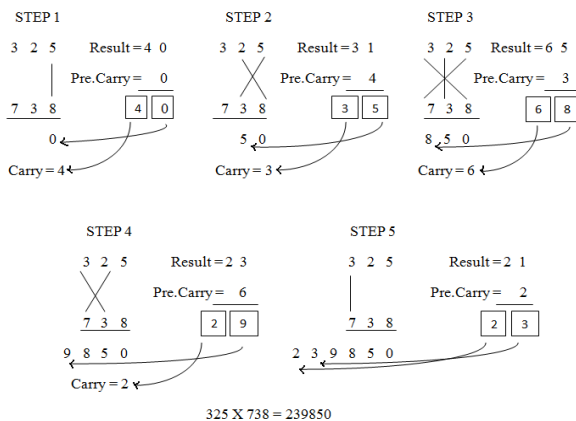 STEP 1
3 2 5 Result = 4 0
Pre.Carry = 0
7 3 8 4 0
0
Carry = 4
STEP 2
3 2 5 Result = 3 1
Pre.Carry = 4
7 3 8 3 5
5 0
Carry = 3
STEP 3
3 2 5 Result = 6 5
Pre.Carry = 3
7 3 8 6 8
8 5 0
Carry = 6
STEP 4
3 2 5 Result = 2 3
Pre.Carry = 6
7 3 8 2 9
9 8 5 0
Carry = 2
STEP 5
3 2 5 Result = 2 1
Pre.Carry = 2
7 3 8 2 3
2 3 9 8 5 0
325 X 738 = 239850